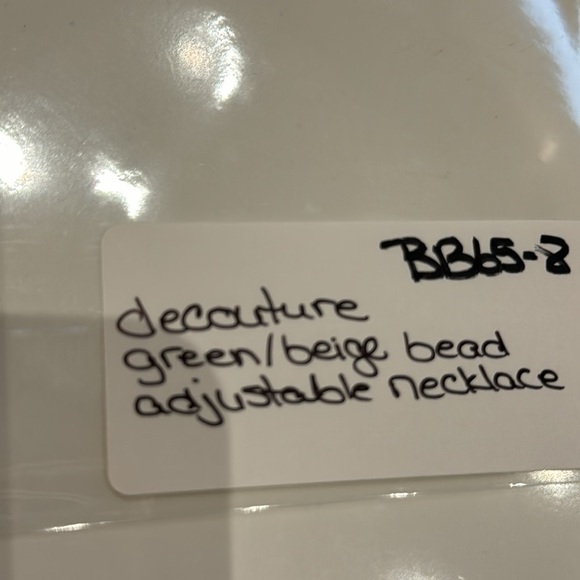 BB65-8
decouture
green/beige bead
adjustable necklace